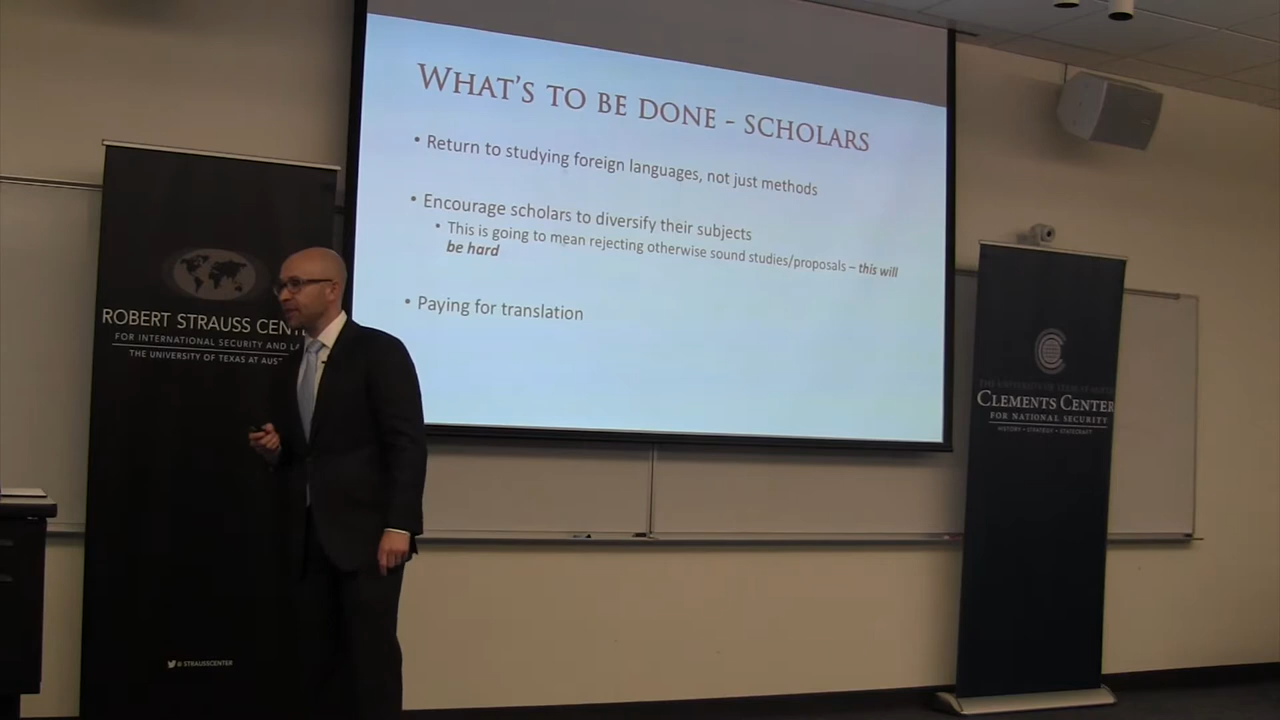 WHAT'S TO BE DONE - SCHOLARS
• Return to studying foreign languages, not just methods
• Encourage scholars to diversify their subjects
• This is going to mean rejecting otherwise sound studies/proposals – this will
be hard
• Paying for translation
ROBERT STRAUSS CENT
FOR INTERNATIONAL SECURITY AND LA
THE UNIVERSITY OF TEXAS AT AUST
@STRAUSSCENTER
CLEMENTS CENTER
FOR NATIONAL SECURITY
HISTORY • STRATEGY • STATECRAFT